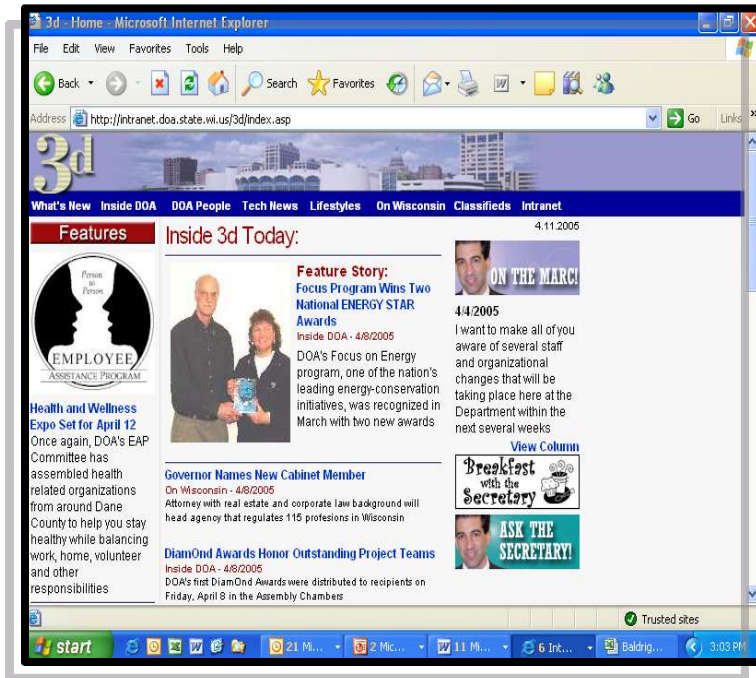 3d - Home - Microsoft Internet Explorer
File Edit View Favorites Tools Help
Back Search Favorites
Address http://intranet.doa.state.wi.us/3d/index.asp Go Links »
3d
What's New Inside DOA DOA People Tech News Lifestyles On Wisconsin Classifieds Intranet
Features
Person
to
Person
EMPLOYEE
ASSISTANCE PROGRAM
Health and Wellness
Expo Set for April 12
Once again, DOA's EAP
Committee has
assembled health
related organizations
from around Dane
County to help you stay
healthy while balancing
work, home, volunteer
and other
responsibilities
Inside 3d Today:
Feature Story:
Focus Program Wins Two
National ENERGY STAR
Awards
Inside DOA - 4/8/2005
DOA's Focus on Energy
program, one of the nation's
leading energy-conservation
initiatives, was recognized in
March with two new awards
Governor Names New Cabinet Member
On Wisconsin - 4/8/2005
Attorney with real estate and corporate law background will
head agency that regulates 115 profesions in Wisconsin
DiamOnd Awards Honor Outstanding Project Teams
Inside DOA - 4/8/2005
DOA's first DiamOnd Awards were distributed to recipients on
Friday, April 8 in the Assembly Chambers
4.11.2005
ON THE MARC!
4/4/2005
I want to make all of you
aware of several staff
and organizational
changes that will be
taking place here at the
Department within the
next several weeks
View Column
Breakfast
with the
Secretary
ASK THE
SECRETARY!
Trusted sites
start 21 Mi... 2 Mic... 11 Mi... 6 Int... Baldrig... 3:03 PM